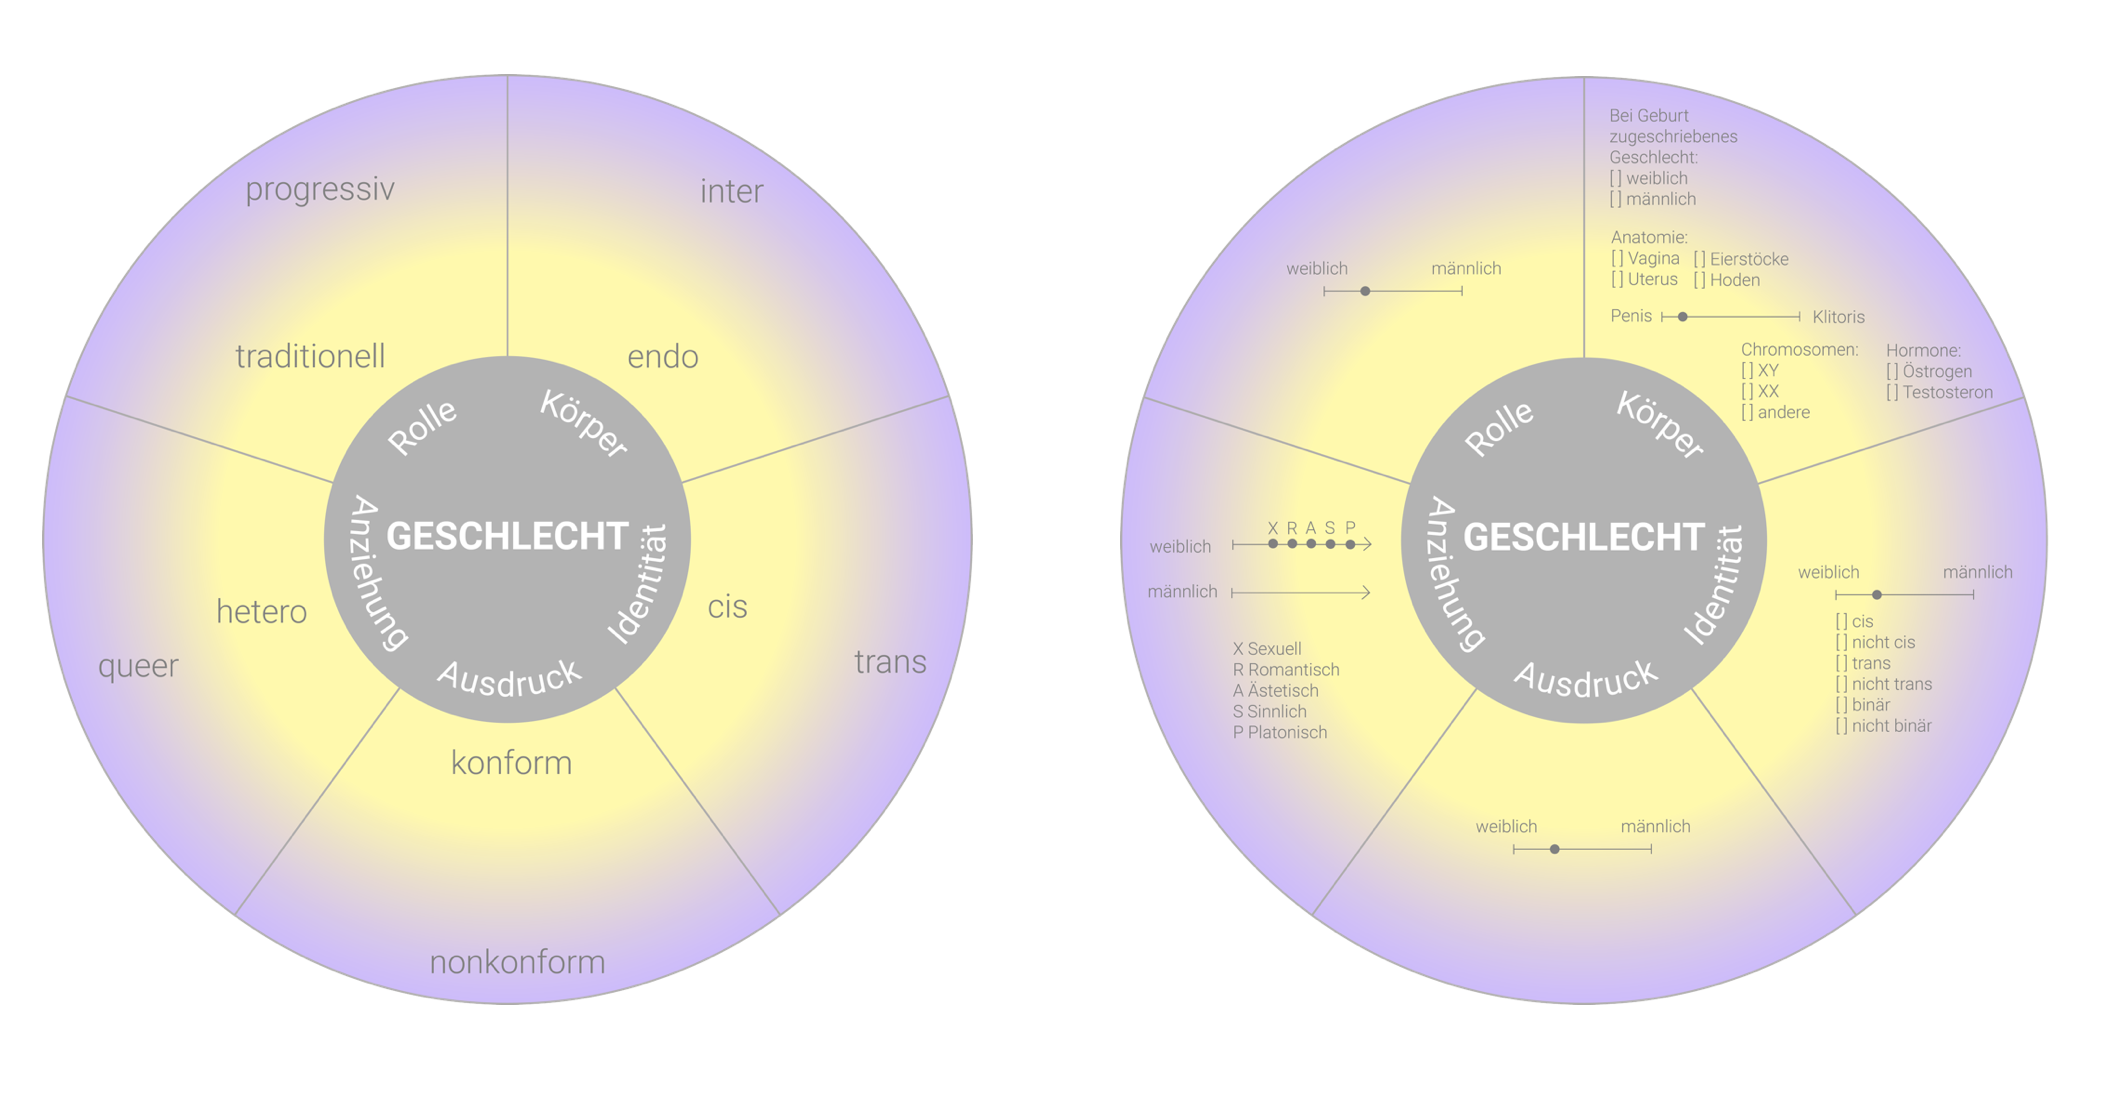 progressiv
inter
traditionell
endo
Rolle
Körper
Anziehung
GESCHLECHT
Identität
hetero
cis
queer
trans
Ausdruck
konform
nonkonform
Bei Geburt
zugeschriebenes
Geschlecht:
[ ] weiblich
[ ] männlich
Anatomie:
[ ] Vagina [ ] Eierstöcke
[ ] Uterus [ ] Hoden
Penis Klitoris
Chromosomen:
[ ] XY
[ ] XX
[ ] andere
Hormone:
[ ] Östrogen
[ ] Testosteron
weiblich männlich
Rolle
Körper
Anziehung
GESCHLECHT
Identität
Ausdruck
X R A S P
weiblich
männlich
X Sexuell
R Romantisch
A Ästetisch
S Sinnlich
P Platonisch
weiblich männlich
[ ] cis
[ ] nicht cis
[ ] trans
[ ] nicht trans
[ ] binär
[ ] nicht binär
weiblich männlich